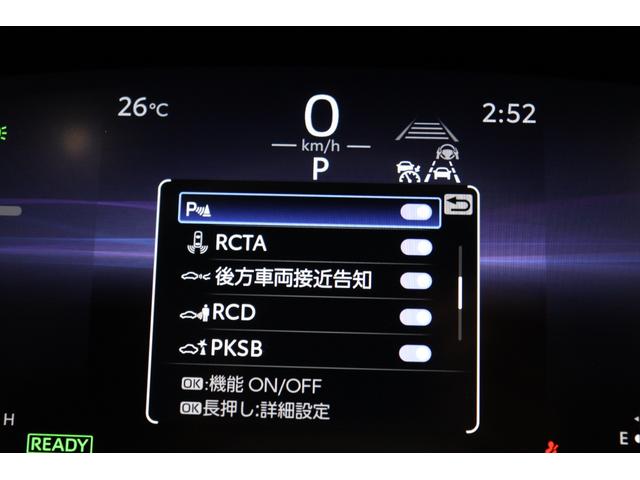 26℃
0
km/h
P
2:52
P
RCTA
後方車両接近告知
RCD
PKSB
OK:機能 ON/OFF
OK長押し:詳細設定
H
READY
E